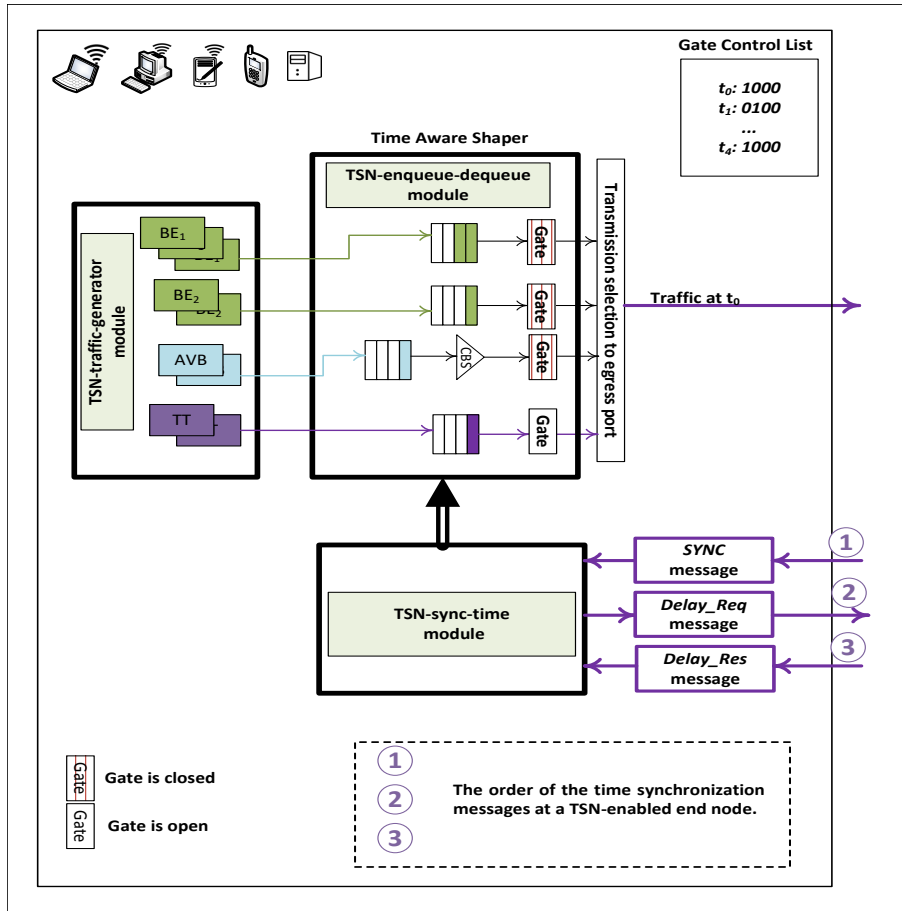 Gate Control List
t₀: 1000
t₁: 0100
...
t₄: 1000
Time Aware Shaper
TSN-enqueue-dequeue
module
TSN-traffic-generator
module
BE₁
BE₁
BE₂
BE₂
AVB
TT
CBS
Gate
Gate
Gate
Gate
Transmission selection to egress port
Traffic at t₀
TSN-sync-time
module
SYNC
message
1
Delay_Req
message
2
Delay_Res
message
3
Gate
Gate is closed
Gate
Gate is open
1
2
3
The order of the time synchronization
messages at a TSN-enabled end node.